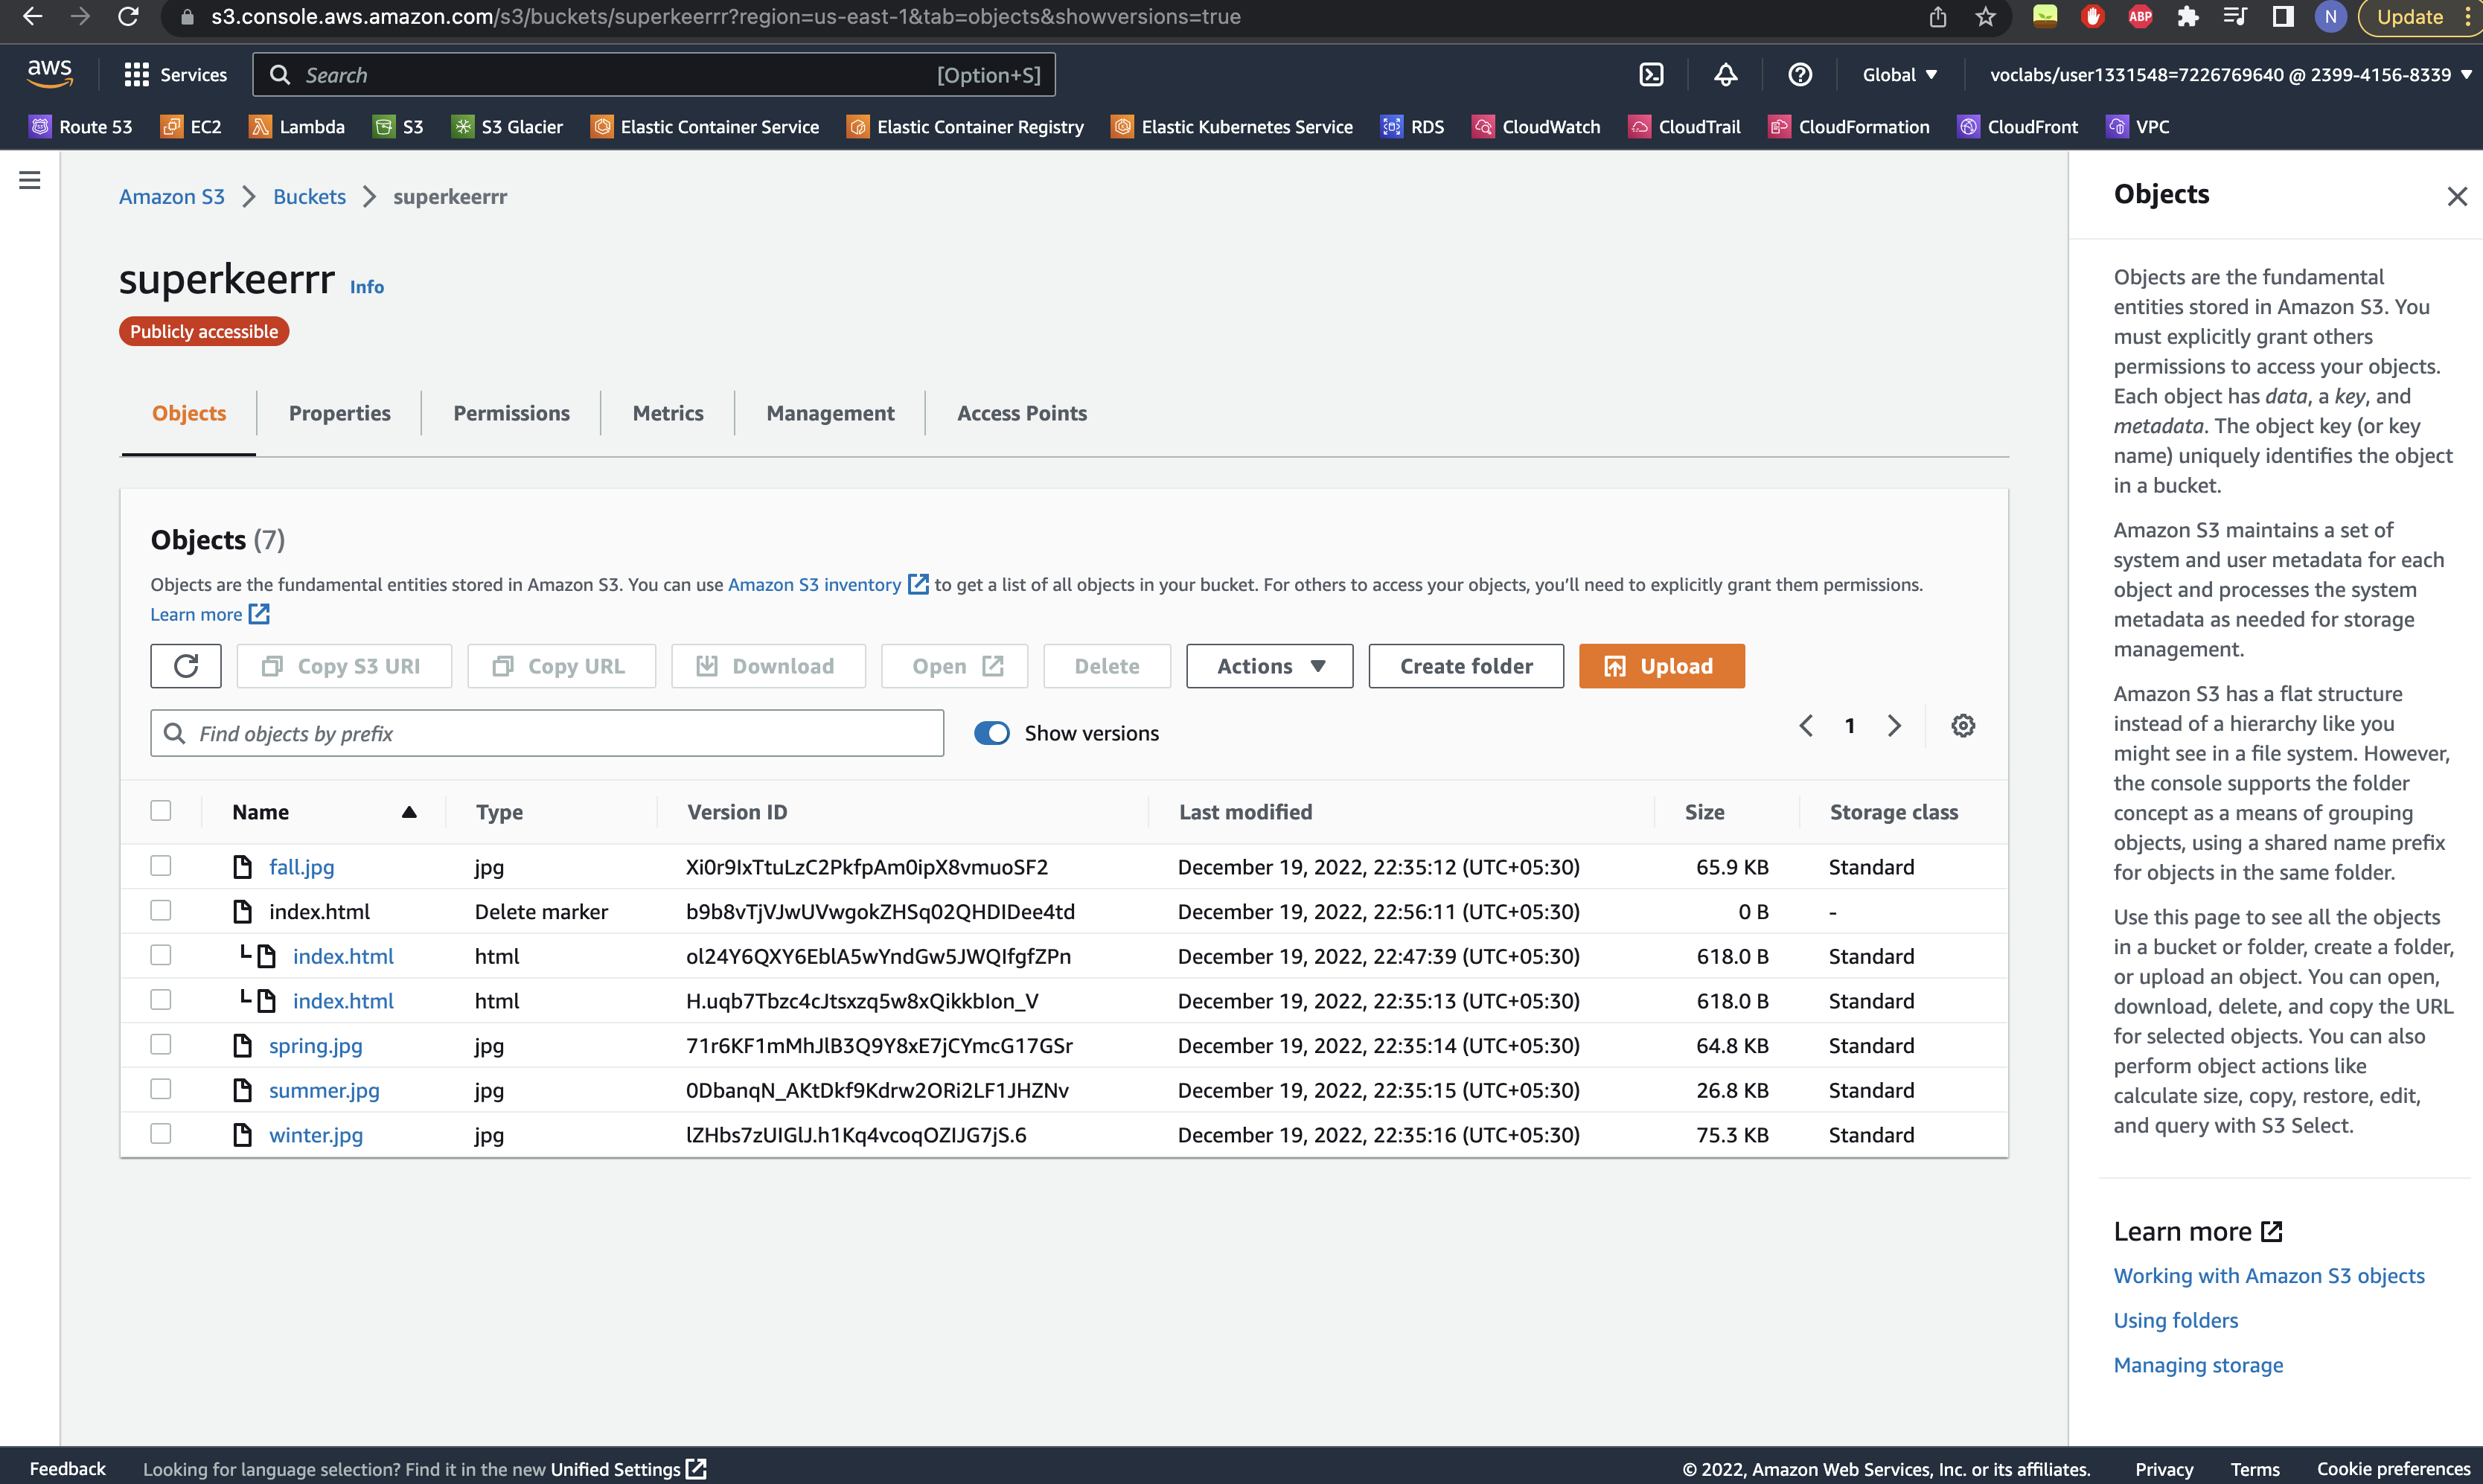 s3.console.aws.amazon.com/s3/buckets/superkeerrr?region=us-east-1&tab=objects&showversions=true
ABP
N
Update
aws
Services
Search
[Option+S]
Global
voclabs/user1331548=7226769640 @ 2399-4156-8339
Route 53
EC2
Lambda
S3
S3 Glacier
Elastic Container Service
Elastic Container Registry
Elastic Kubernetes Service
RDS
CloudWatch
CloudTrail
CloudFormation
CloudFront
VPC
Amazon S3 > Buckets > superkeerrr
superkeerrr Info
Publicly accessible
Objects
Properties
Permissions
Metrics
Management
Access Points
Objects (7)
Objects are the fundamental entities stored in Amazon S3. You can use Amazon S3 inventory to get a list of all objects in your bucket. For others to access your objects, you’ll need to explicitly grant them permissions.
Learn more
Copy S3 URI
Copy URL
Download
Open
Delete
Actions
Create folder
Upload
Find objects by prefix
Show versions
1
Name Type Version ID Last modified Size Storage class
fall.jpg jpg Xi0r9IxTtuLzC2PkfpAm0ipX8vmuoSF2 December 19, 2022, 22:35:12 (UTC+05:30) 65.9 KB Standard
index.html Delete marker b9b8vTjVJwUVwgokZHSq02QHDIDee4td December 19, 2022, 22:56:11 (UTC+05:30) 0 B -
index.html html ol24Y6QXY6EblA5wYndGw5JWQIfgfZPn December 19, 2022, 22:47:39 (UTC+05:30) 618.0 B Standard
index.html html H.uqb7Tbzc4cJtsxzq5w8xQikkbIon_V December 19, 2022, 22:35:13 (UTC+05:30) 618.0 B Standard
spring.jpg jpg 71r6KF1mMhJlB3Q9Y8xE7jCYmcG17GSr December 19, 2022, 22:35:14 (UTC+05:30) 64.8 KB Standard
summer.jpg jpg 0DbanqN_AKtDkf9Kdrw2ORi2LF1JHZNv December 19, 2022, 22:35:15 (UTC+05:30) 26.8 KB Standard
winter.jpg jpg lZHbs7zUIGlJ.h1Kq4vcoqOZIJG7jS.6 December 19, 2022, 22:35:16 (UTC+05:30) 75.3 KB Standard
Objects
Objects are the fundamental
entities stored in Amazon S3. You
must explicitly grant others
permissions to access your objects.
Each object has data, a key, and
metadata. The object key (or key
name) uniquely identifies the object
in a bucket.
Amazon S3 maintains a set of
system and user metadata for each
object and processes the system
metadata as needed for storage
management.
Amazon S3 has a flat structure
instead of a hierarchy like you
might see in a file system. However,
the console supports the folder
concept as a means of grouping
objects, using a shared name prefix
for objects in the same folder.
Use this page to see all the objects
in a bucket or folder, create a folder,
or upload an object. You can open,
download, delete, and copy the URL
for selected objects. You can also
perform object actions like
calculate size, copy, restore, edit,
and query with S3 Select.
Learn more
Working with Amazon S3 objects
Using folders
Managing storage
Feedback
Looking for language selection? Find it in the new Unified Settings
© 2022, Amazon Web Services, Inc. or its affiliates.
Privacy
Terms
Cookie preferences